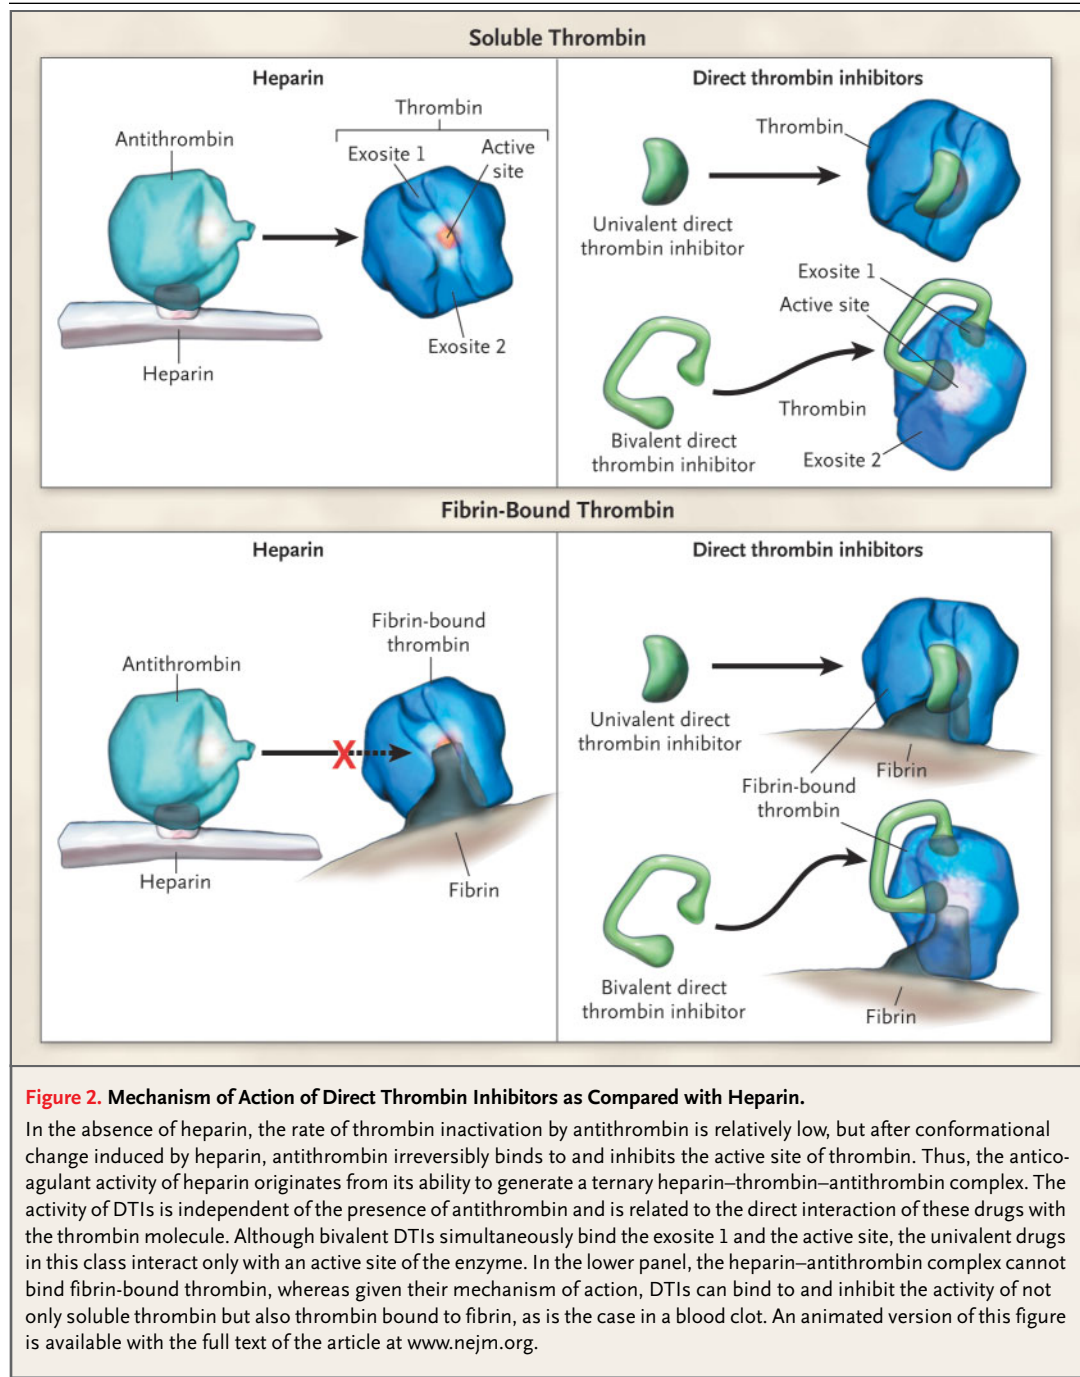 Soluble Thrombin
Heparin
Antithrombin
Heparin
Thrombin
Exosite 1
Active
site
Exosite 2
Direct thrombin inhibitors
Univalent direct
thrombin inhibitor
Thrombin
Bivalent direct
thrombin inhibitor
Exosite 1
Active site
Thrombin
Exosite 2
Fibrin-Bound Thrombin
Heparin
Antithrombin
Heparin
Fibrin-bound
thrombin
X
Fibrin
Direct thrombin inhibitors
Univalent direct
thrombin inhibitor
Fibrin
Fibrin-bound
thrombin
Bivalent direct
thrombin inhibitor
Fibrin
Figure 2. Mechanism of Action of Direct Thrombin Inhibitors as Compared with Heparin.
In the absence of heparin, the rate of thrombin inactivation by antithrombin is relatively low, but after conformational
change induced by heparin, antithrombin irreversibly binds to and inhibits the active site of thrombin. Thus, the antico-
agulant activity of heparin originates from its ability to generate a ternary heparin–thrombin–antithrombin complex. The
activity of DTIs is independent of the presence of antithrombin and is related to the direct interaction of these drugs with
the thrombin molecule. Although bivalent DTIs simultaneously bind the exosite 1 and the active site, the univalent drugs
in this class interact only with an active site of the enzyme. In the lower panel, the heparin–antithrombin complex cannot
bind fibrin-bound thrombin, whereas given their mechanism of action, DTIs can bind to and inhibit the activity of not
only soluble thrombin but also thrombin bound to fibrin, as is the case in a blood clot. An animated version of this figure
is available with the full text of the article at www.nejm.org.